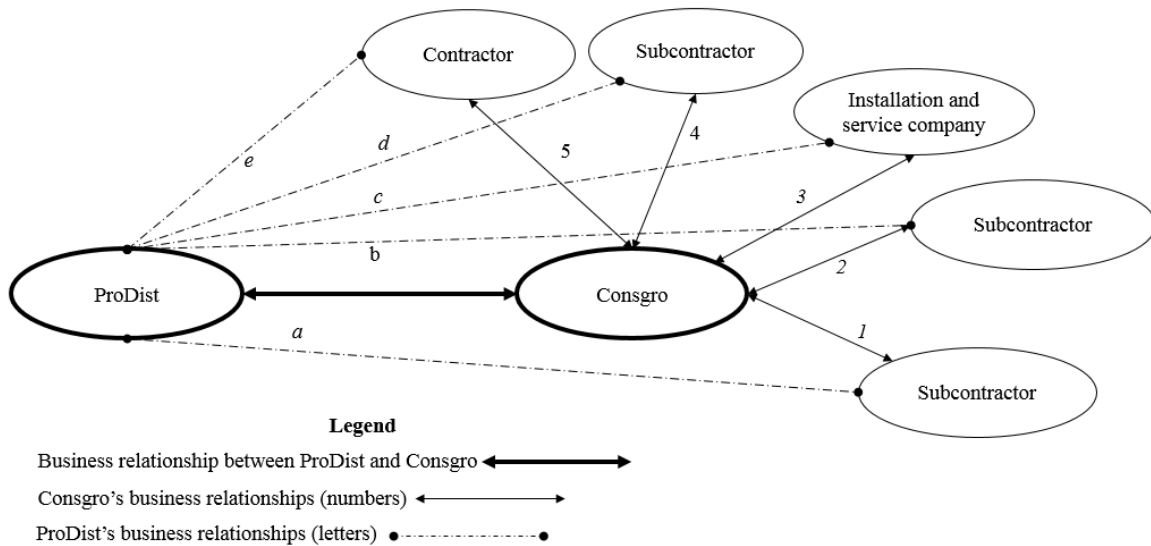 Contractor
Subcontractor
Installation and
service company
e
d
5
4
c
3
Subcontractor
b
2
ProDist
Consgro
a
1
Subcontractor
Legend
Business relationship between ProDist and Consgro
Consgro's business relationships (numbers)
ProDist's business relationships (letters)